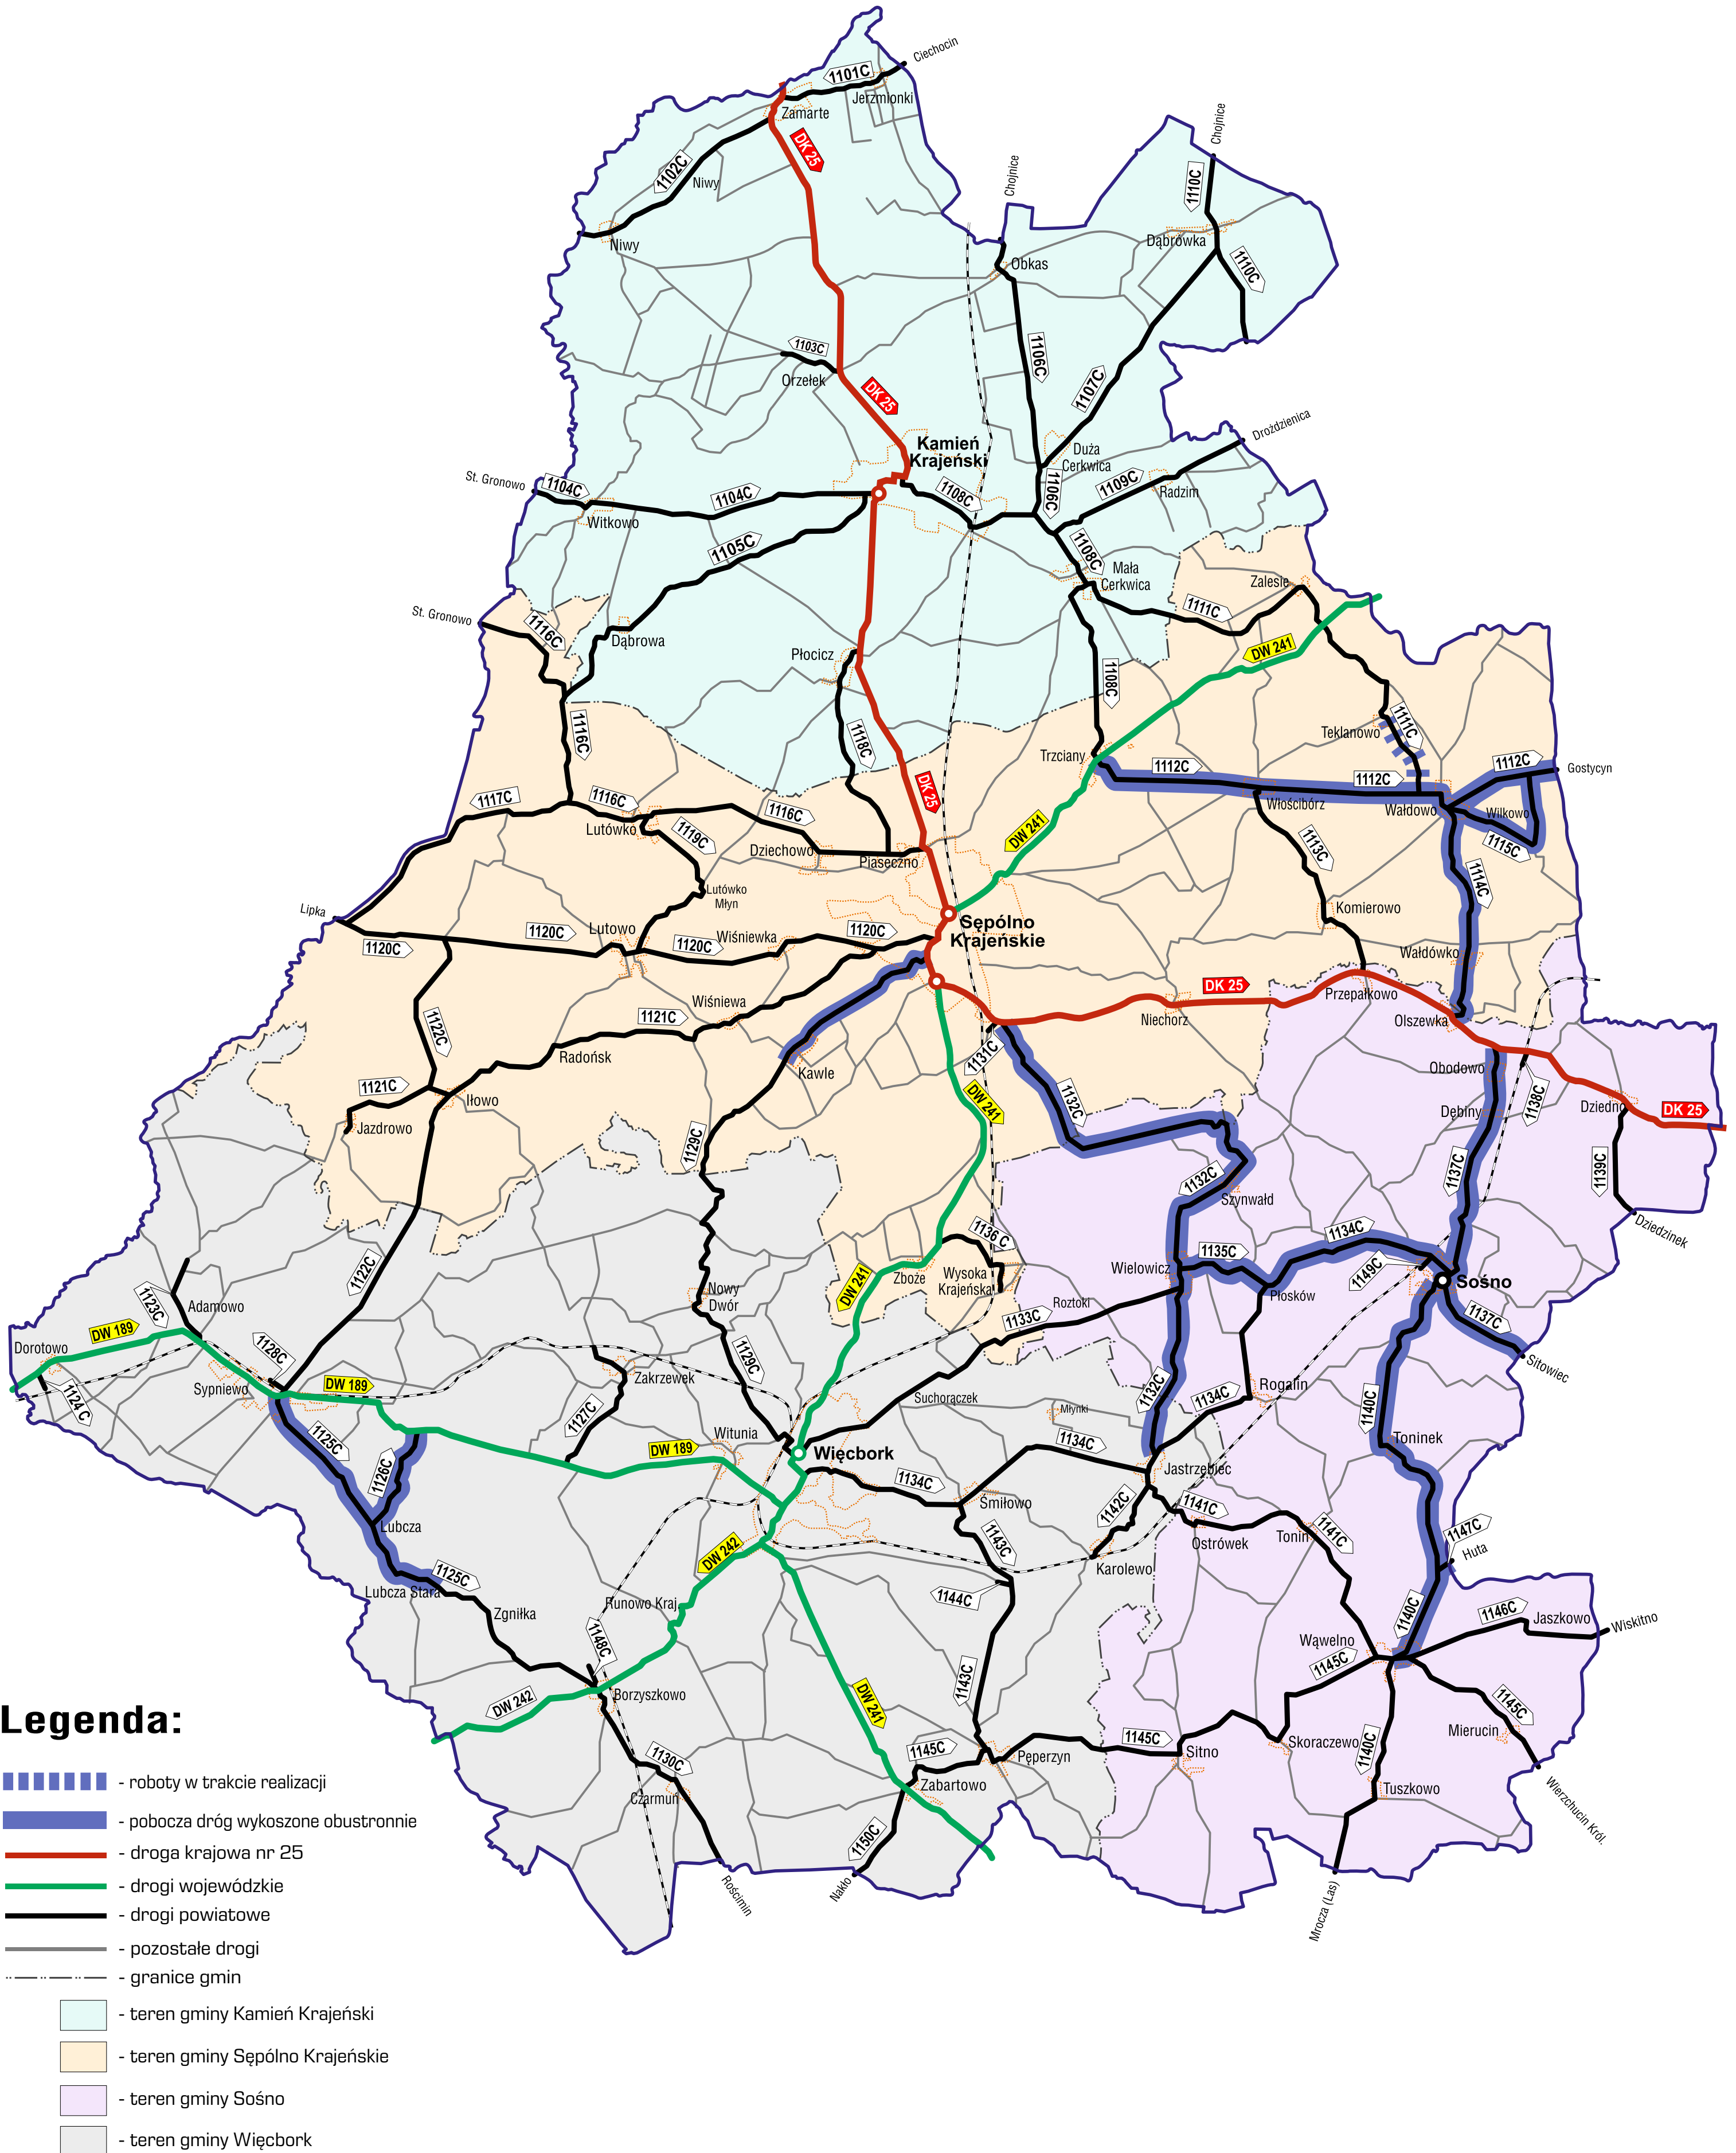 Ciechocin
1101C
Jerzmionki
Zamarte
DK 25
1102C
Niwy
Niwy
Chojnice
Chojnice
1110C
Dąbrówka
1110C
Obkas
1103C
Orzełek
1106C
1107C
DK 25
Kamień
Krajeński
Duża
Cerkwica
Drożdzienica
St. Gronowo
1104C
1104C
1108C
1106C
1109C
Radzim
Witkowo
1105C
1108C
Mała
Cerkwica
Zalesie
St. Gronowo
1116C
1111C
Dąbrowa
Płocicz
DW 241
1108C
1116C
1118C
Teklanowo
1111C
Trzciany
1112C
1112C
1112C
Gostycyn
DK 25
1117C
1116C
1116C
Włościbórz
Wałdowo
Wilkowo
Lutówko
1119C
DW 241
1113C
1115C
Dziechowo
Piaseczno
1114C
Lutówko
Młyn
Lipka
Komierowo
Sępólno
Krajeńskie
1120C
1120C
Lutowo
1120C
Wiśniewka
1120C
Wałdówko
DK 25
Przepałkowo
Wiśniewa
1121C
Niechorz
Olszewka
1122C
Radońsk
Kawle
1131C
Obodowo
1121C
Iłowo
Jazdrowo
DW 241
1132C
Dębiny
1138C
Dziedno
DK 25
1129C
1132C
Szynwałd
1137C
1139C
Dziedzinek
1136 C
1134C
1122C
Zboże
Wysoka
Krajeńska
Wielowicz
1135C
1149C
Sośno
1123C
Adamowo
Nowy
Dwór
DW 241
Roztoki
1133C
Płosków
1137C
Dorotowo
DW 189
1128C
1129C
Sitowiec
1124 C
Sypniewo
DW 189
Zakrzewek
Suchorączek
1132C
1134C
Rogalin
1140C
1127C
Młynki
1125C
1126C
Witunia
DW 189
Więcbork
1134C
Toninek
1134C
Jastrzębiec
Śmiłowo
1142C
1141C
Lubcza
DW 242
1143C
Ostrówek
Tonin
1141C
1147C
Huta
Karolewo
Lubcza Stara
1125C
Zgniłka
Runowo Kraj.
1144C
1140C
1146C
Jaszkowo
Wiskitno
1148C
Wąwelno
1145C
1143C
Borzyszkowo
DW 242
DW 241
1145C
Mierucin
1130C
1145C
Pęperzyn
1145C
Sitno
Skoraczewo
1140C
Czarmuń
Zabartowo
Tuszkowo
Wierzchucin Król.
1150C
Nakło
Rościmin
Mrocza (Las)
Legenda:
- roboty w trakcie realizacji
- pobocza dróg wykoszone obustronnie
- droga krajowa nr 25
- drogi wojewódzkie
- drogi powiatowe
- pozostałe drogi
- granice gmin
- teren gminy Kamień Krajeński
- teren gminy Sępólno Krajeńskie
- teren gminy Sośno
- teren gminy Więcbork